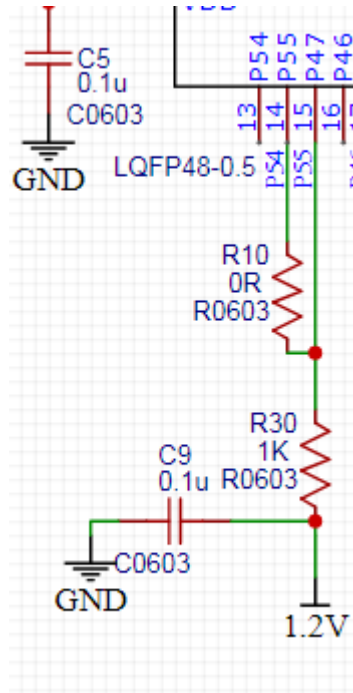 VDD
P54
P55
P47
P46
13
14
15
16
C5
0.1u
C0603
GND
LQFP48-0.5
P54
P55
R10
0R
R0603
R30
1K
R0603
C9
0.1u
C0603
GND
1.2V